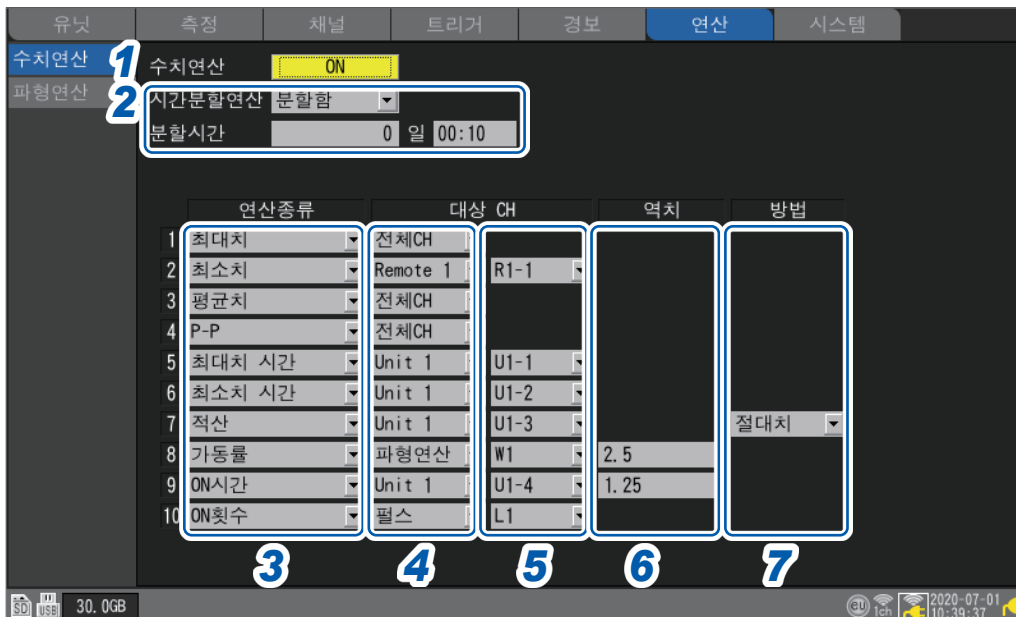 유닛 측정 채널 트리거 경보 연산 시스템
수치연산 1 수치연산 ON
파형연산 2 시간분할연산 분할함
분할시간 0 일 00:10
연산종류 대상 CH 역치 방법
1 최대치 전체CH
2 최소치 Remote 1 R1-1
3 평균치 전체CH
4 P-P 전체CH
5 최대치 시간 Unit 1 U1-1
6 최소치 시간 Unit 1 U1-2
7 적산 Unit 1 U1-3 절대치
8 가동률 파형연산 W1 2.5
9 ON시간 Unit 1 U1-4 1.25
10 ON횟수 펄스 L1
3 4 5 6 7
SD USB 30.0GB eU 1ch 2020-07-01
10:39:37